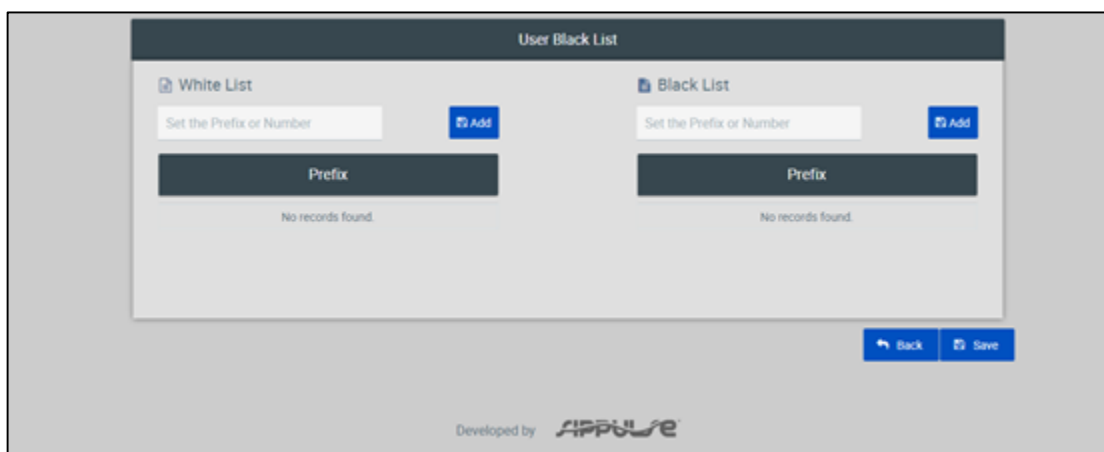 User Black List
White List
Set the Prefix or Number
Add
Prefix
No records found.
Black List
Set the Prefix or Number
Add
Prefix
No records found.
Back
Save
Developed by APPULSE